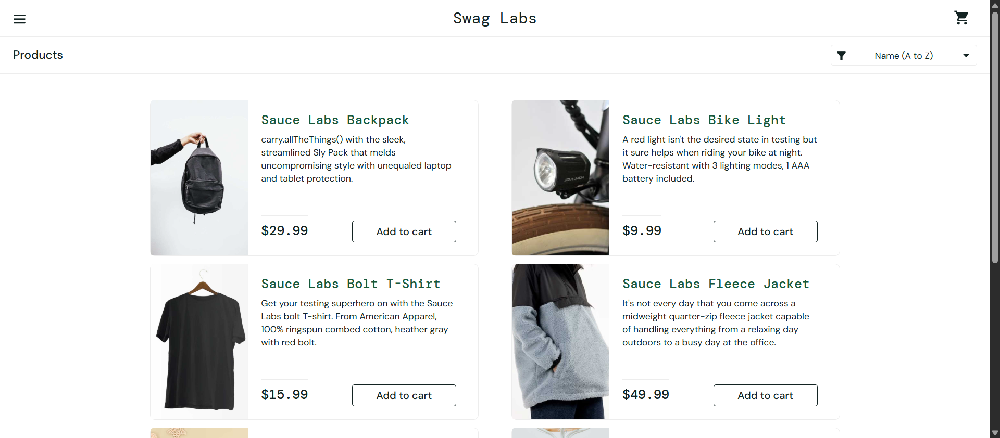 Swag Labs
Products
Name (A to Z)
Sauce Labs Backpack
carry.allTheThings() with the sleek,
streamlined Sly Pack that melds
uncompromising style with unequaled laptop
and tablet protection.
$29.99
Add to cart
Sauce Labs Bike Light
A red light isn't the desired state in testing but
it sure helps when riding your bike at night.
Water-resistant with 3 lighting modes, 1 AAA
battery included.
$9.99
Add to cart
STAR UNION
Sauce Labs Bolt T-Shirt
Get your testing superhero on with the Sauce
Labs bolt T-shirt. From American Apparel,
100% ringspun combed cotton, heather gray
with red bolt.
$15.99
Add to cart
Sauce Labs Fleece Jacket
It's not every day that you come across a
midweight quarter-zip fleece jacket capable
of handling everything from a relaxing day
outdoors to a busy day at the office.
$49.99
Add to cart